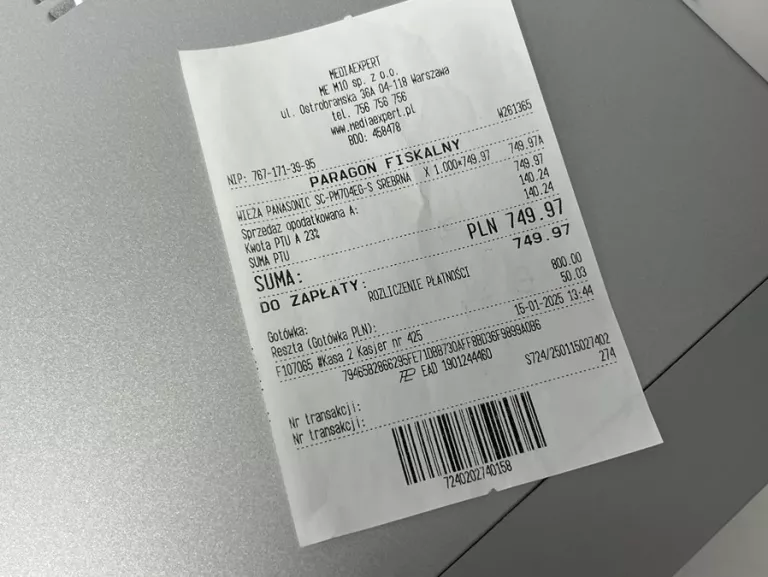 MEDIAEXPERT
ME M10 sp. z o.o.
ul. Ostrobramska 36A 04-118 Warszawa
tel. 756 756 756
www.mediaexpert.pl
BDO: 458478
NIP: 767-171-39-95 W261365
PARAGON FISKALNY
WIEŻA PANASONIC SC-PM704EG-S SREBRNA X 1.000*749.97 749.97A
Sprzedaż opodatkowana A: 749.97
Kwota PTU A 23% 140.24
SUMA PTU 140.24
SUMA: PLN 749.97
DO ZAPŁATY: 749.97
ROZLICZENIE PŁATNOŚCI
Gotówka: 800.00
Reszta (Gotówka PLN): 50.03
F107065 #Kasa 2 Kasjer nr 425 15-01-2025 13:44
7946582866295FE71DB8730AFF8BD36F9899A0B6
EAD 1901244460
Nr transakcji: S724/250115027402
Nr transakcji: 274
7240202740158